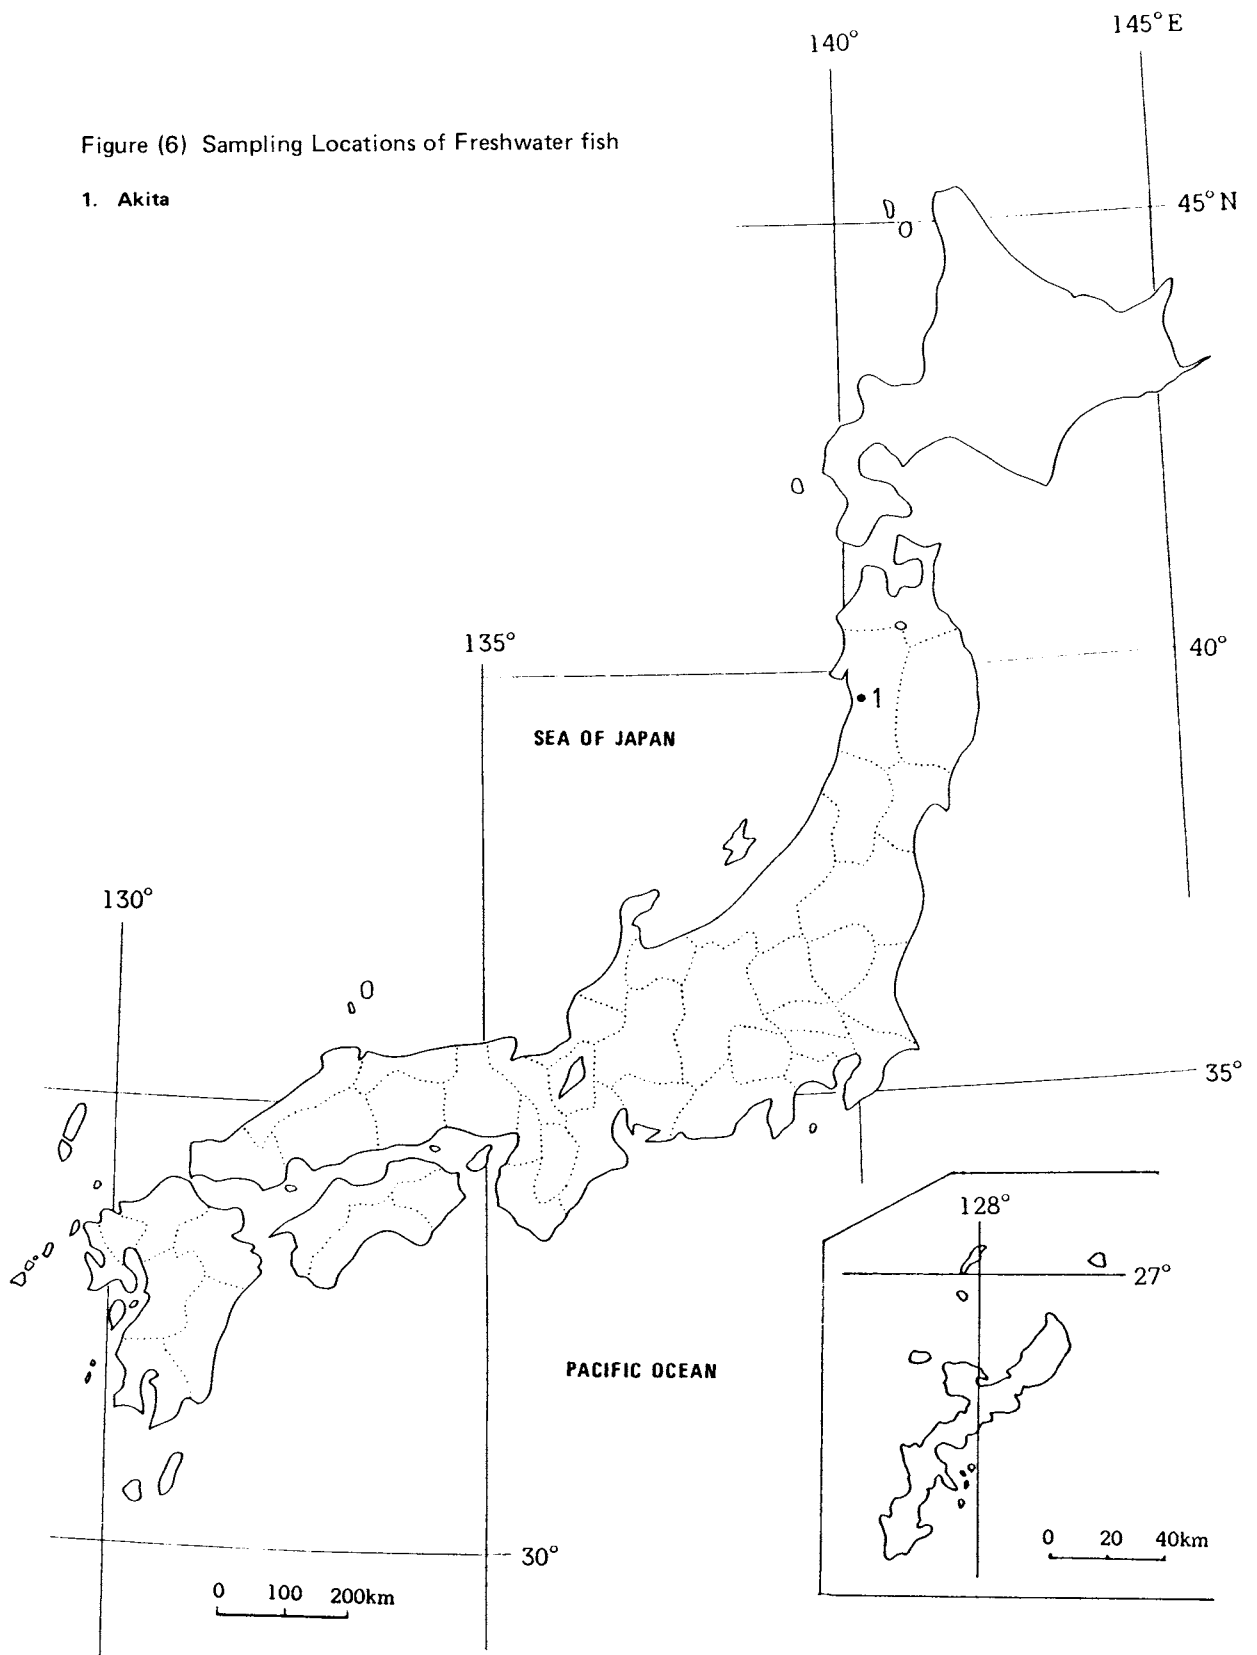 145°E
140°
Figure (6) Sampling Locations of Freshwater fish
1. Akita
45°N
135°
40°
1
SEA OF JAPAN
130°
35°
128°
27°
PACIFIC OCEAN
0 20 40km
30°
0 100 200km